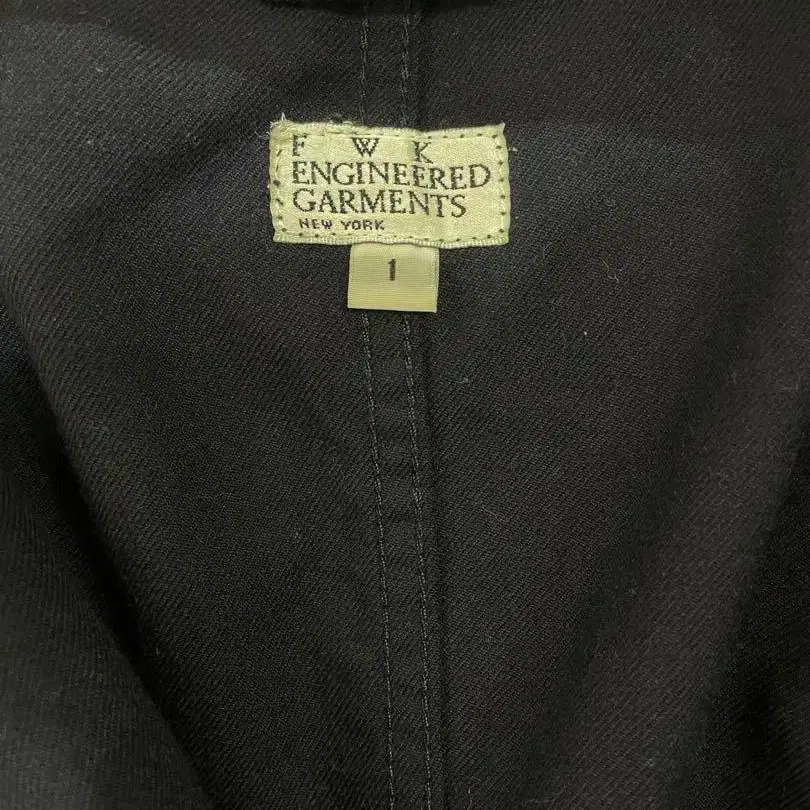 F W K
ENGINEERED
GARMENTS
NEW YORK
1